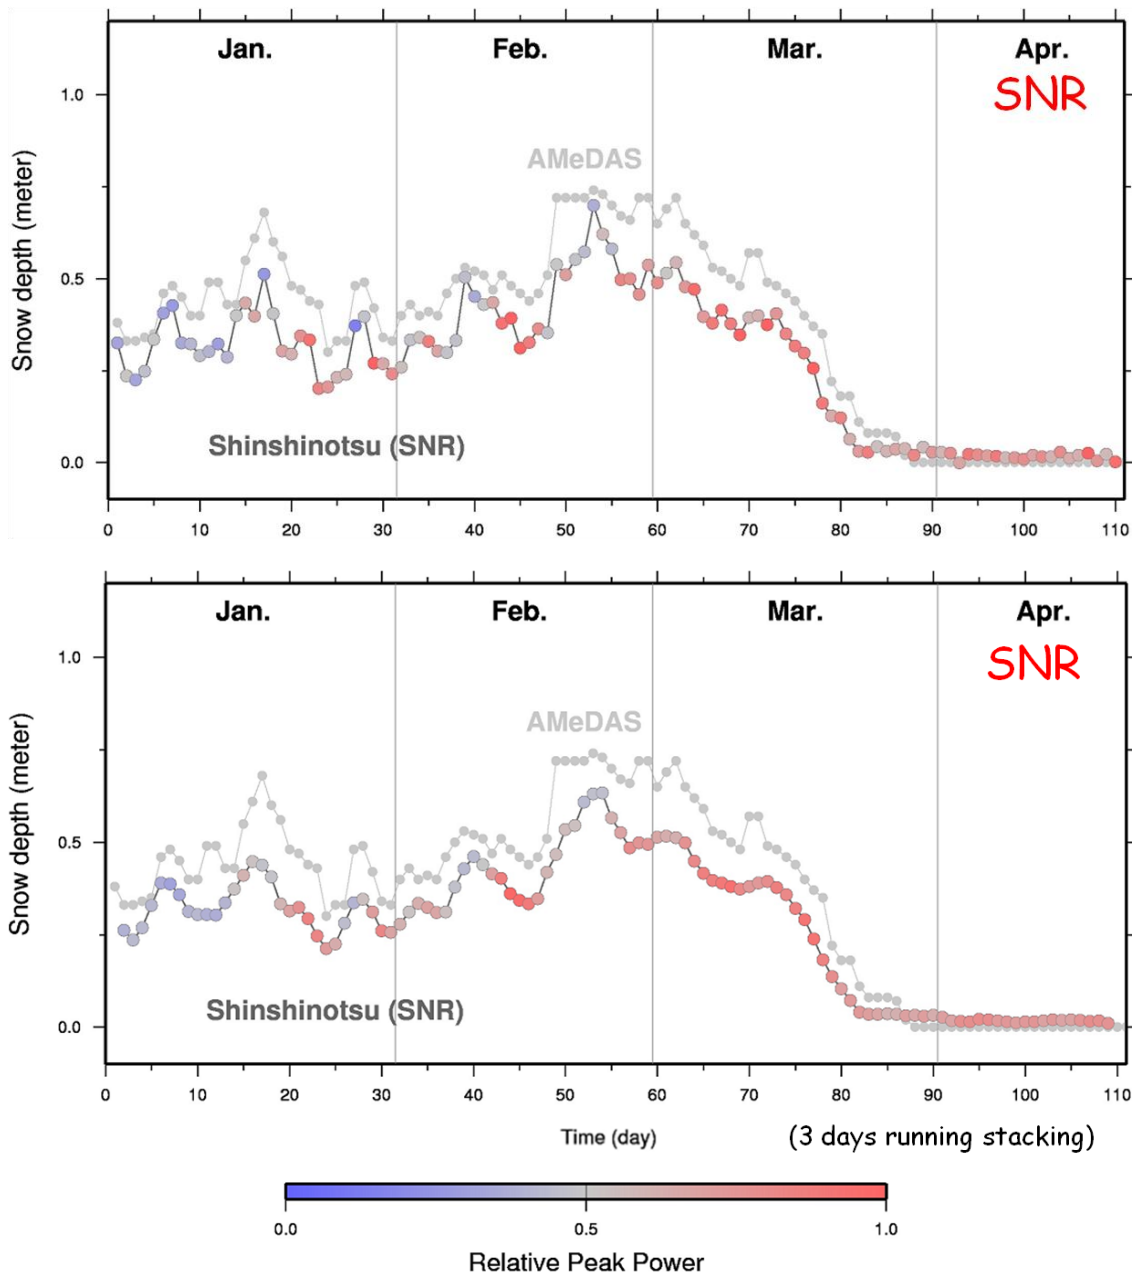 Jan. Feb. Mar. Apr.
SNR
1.0
AMeDAS
Snow depth (meter)
0.5
Shinshinotsu (SNR)
0.0
0 10 20 30 40 50 60 70 80 90 100 110
Jan. Feb. Mar. Apr.
SNR
1.0
AMeDAS
Snow depth (meter)
0.5
Shinshinotsu (SNR)
0.0
0 10 20 30 40 50 60 70 80 90 100 110
Time (day) (3 days running stacking)
0.0 0.5 1.0
Relative Peak Power